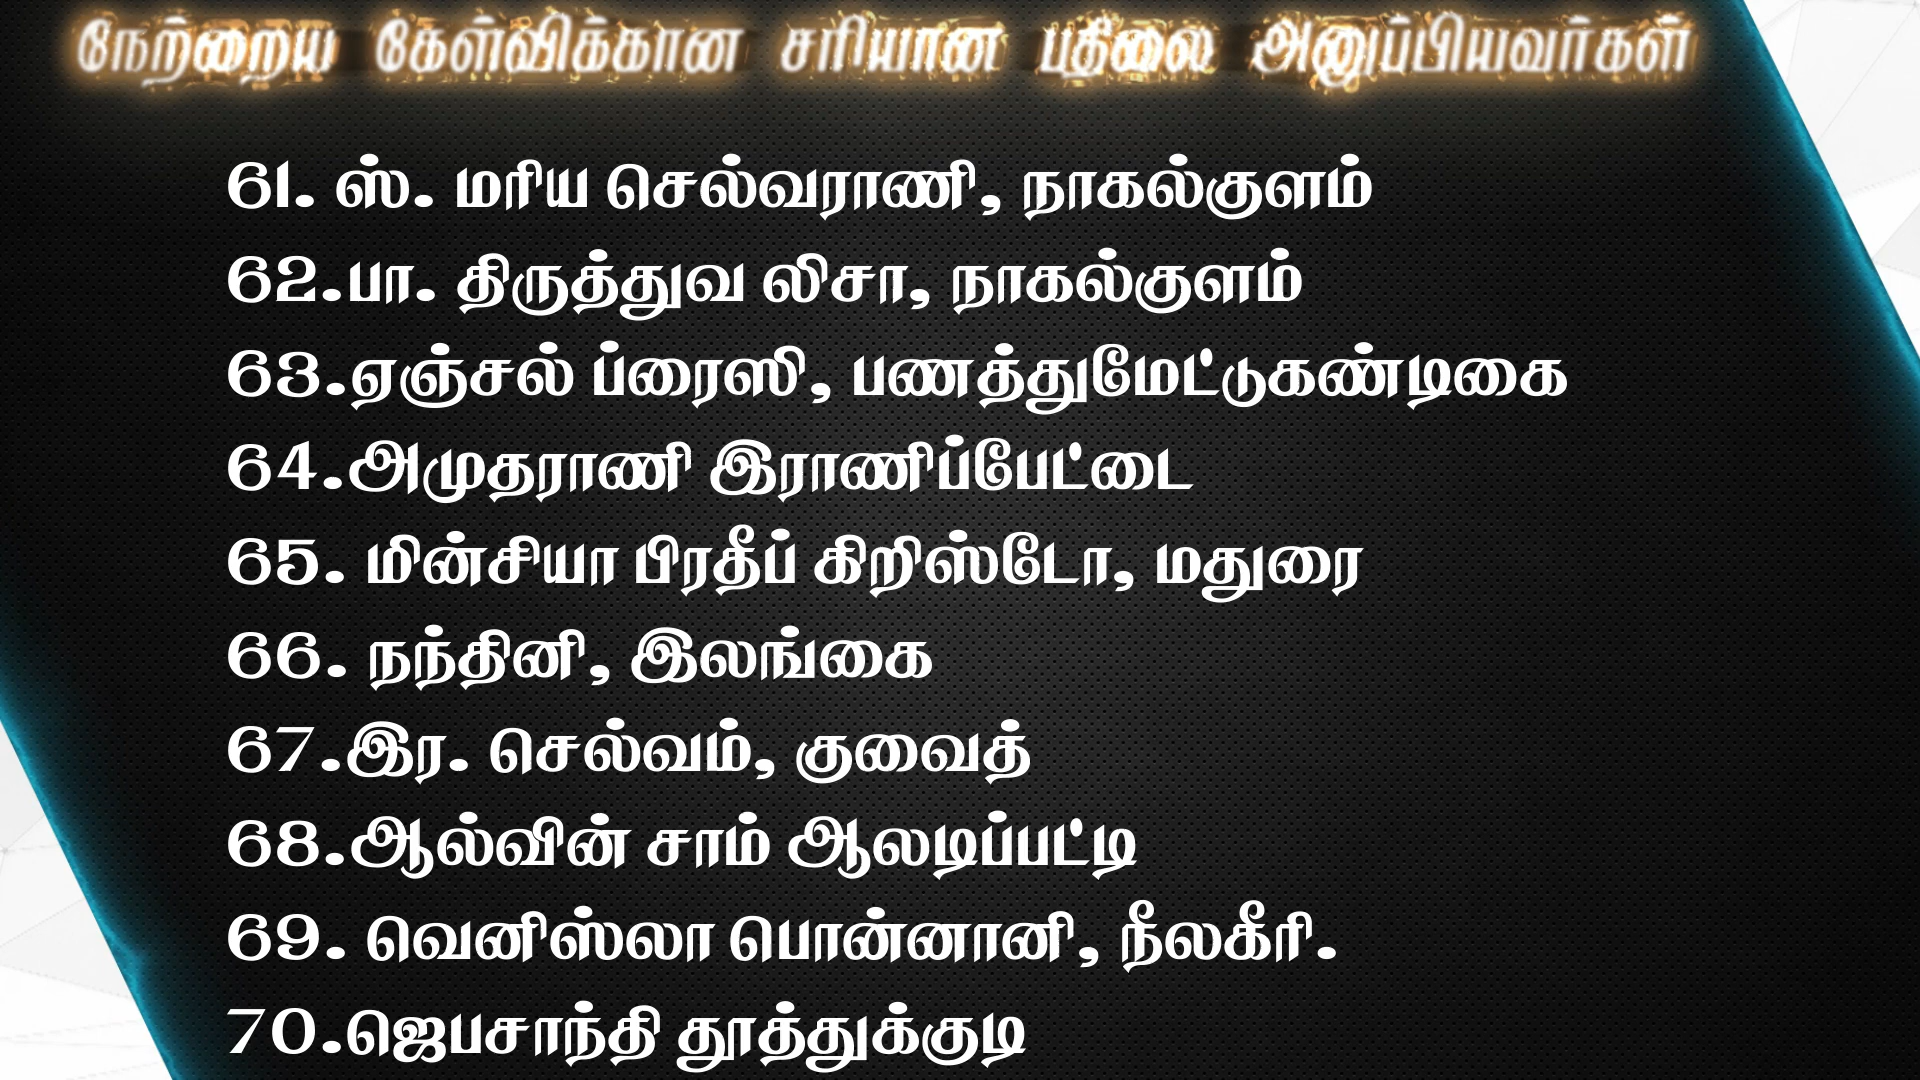 நேற்றைய கேள்விக்கான சரியான பதிலை அனுப்பியவர்கள்
61. ஸ். மரிய செல்வராணி, நாகல்குளம்
62.பா. திருத்துவ லிசா, நாகல்குளம்
63.ஏஞ்சல் ப்ரைஸி, பணத்துமேட்டுகண்டிகை
64.அமுதராணி இராணிப்பேட்டை
65. மின்சியா பிரதீப் கிறிஸ்டோ, மதுரை
66. நந்தினி, இலங்கை
67.இர. செல்வம், குவைத்
68.ஆல்வின் சாம் ஆலடிப்பட்டி
69. வெனிஸ்லா பொன்னானி, நீலகீரி.
70.ஜெபசாந்தி தூத்துக்குடி